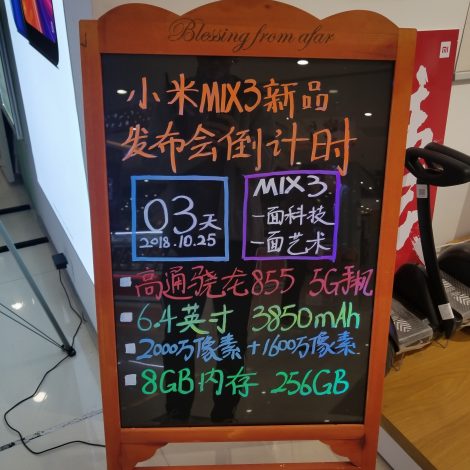 Blessing from afar
小米MIX3新品
发布会倒计时
03天
2018.10.25
MIX3
一面科技
一面艺术
高通骁龙855 5G手机
6.4英寸 3850mAh
2000万像素+1600万像素
8GB内存 256GB